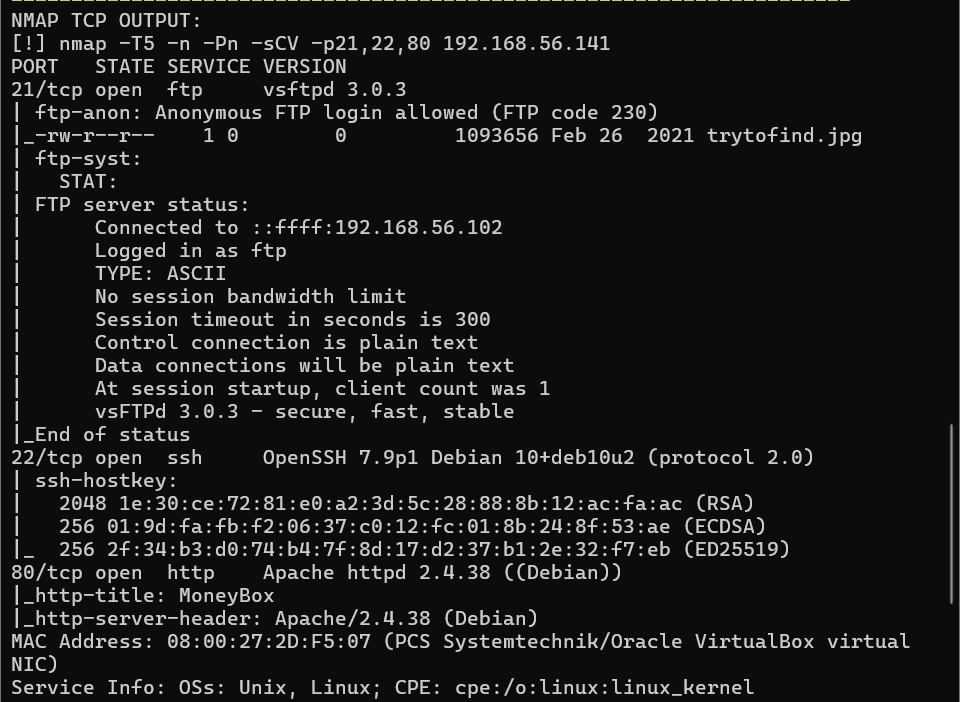 NMAP TCP OUTPUT:
[!] nmap -T5 -n -Pn -sCV -p21,22,80 192.168.56.141
PORT   STATE SERVICE VERSION
21/tcp open  ftp     vsftpd 3.0.3
| ftp-anon: Anonymous FTP login allowed (FTP code 230)
|_-rw-r--r--    1 0        0         1093656 Feb 26  2021 trytofind.jpg
| ftp-syst:
|   STAT:
| FTP server status:
|      Connected to ::ffff:192.168.56.102
|      Logged in as ftp
|      TYPE: ASCII
|      No session bandwidth limit
|      Session timeout in seconds is 300
|      Control connection is plain text
|      Data connections will be plain text
|      At session startup, client count was 1
|      vsFTPd 3.0.3 - secure, fast, stable
|_End of status
22/tcp open  ssh     OpenSSH 7.9p1 Debian 10+deb10u2 (protocol 2.0)
| ssh-hostkey:
|   2048 1e:30:ce:72:81:e0:a2:3d:5c:28:88:8b:12:ac:fa:ac (RSA)
|   256 01:9d:fa:fb:f2:06:37:c0:12:fc:01:8b:24:8f:53:ae (ECDSA)
|_  256 2f:34:b3:d0:74:b4:7f:8d:17:d2:37:b1:2e:32:f7:eb (ED25519)
80/tcp open  http    Apache httpd 2.4.38 ((Debian))
|_http-title: MoneyBox
|_http-server-header: Apache/2.4.38 (Debian)
MAC Address: 08:00:27:2D:F5:07 (PCS Systemtechnik/Oracle VirtualBox virtual
NIC)
Service Info: OSs: Unix, Linux; CPE: cpe:/o:linux:linux_kernel